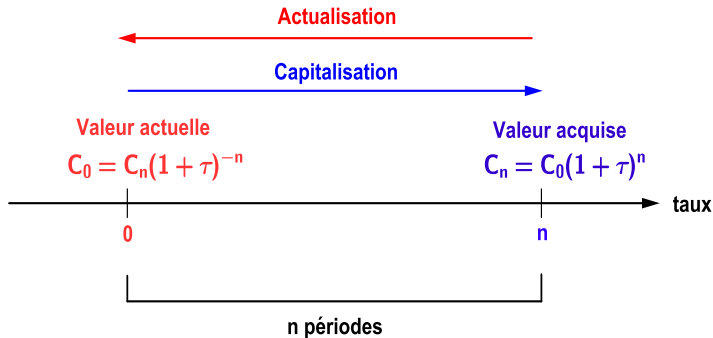 Actualisation
Capitalisation
Valeur actuelle
C₀ = Cₙ(1 + τ)⁻ⁿ
Valeur acquise
Cₙ = C₀(1 + τ)ⁿ
taux
0
n
n périodes